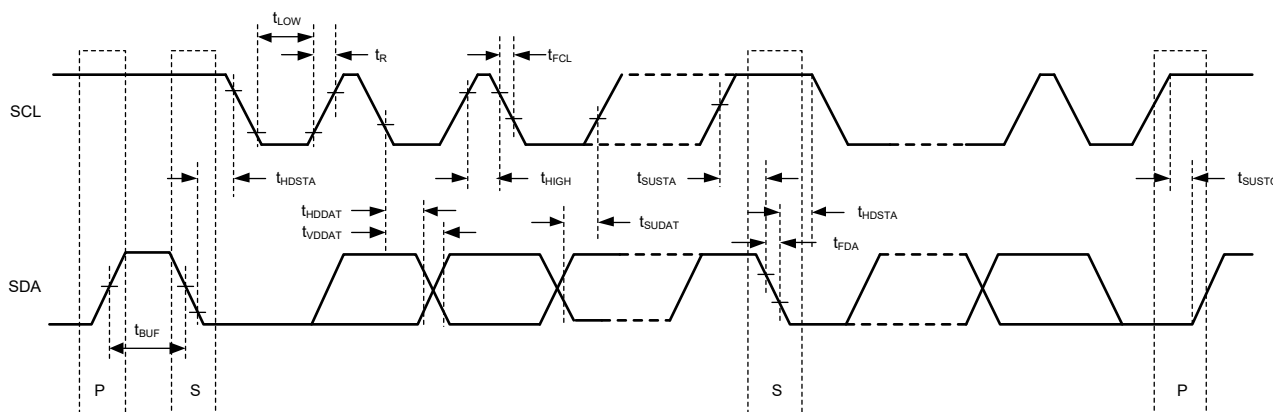 tLOW
tR
tFCL
SCL
tHDSTA
tHIGH
tSUSTA
tSUSTO
tHDDAT
tSUDAT
tHDSTA
tVDDAT
tFDA
SDA
tBUF
P
S
S
P